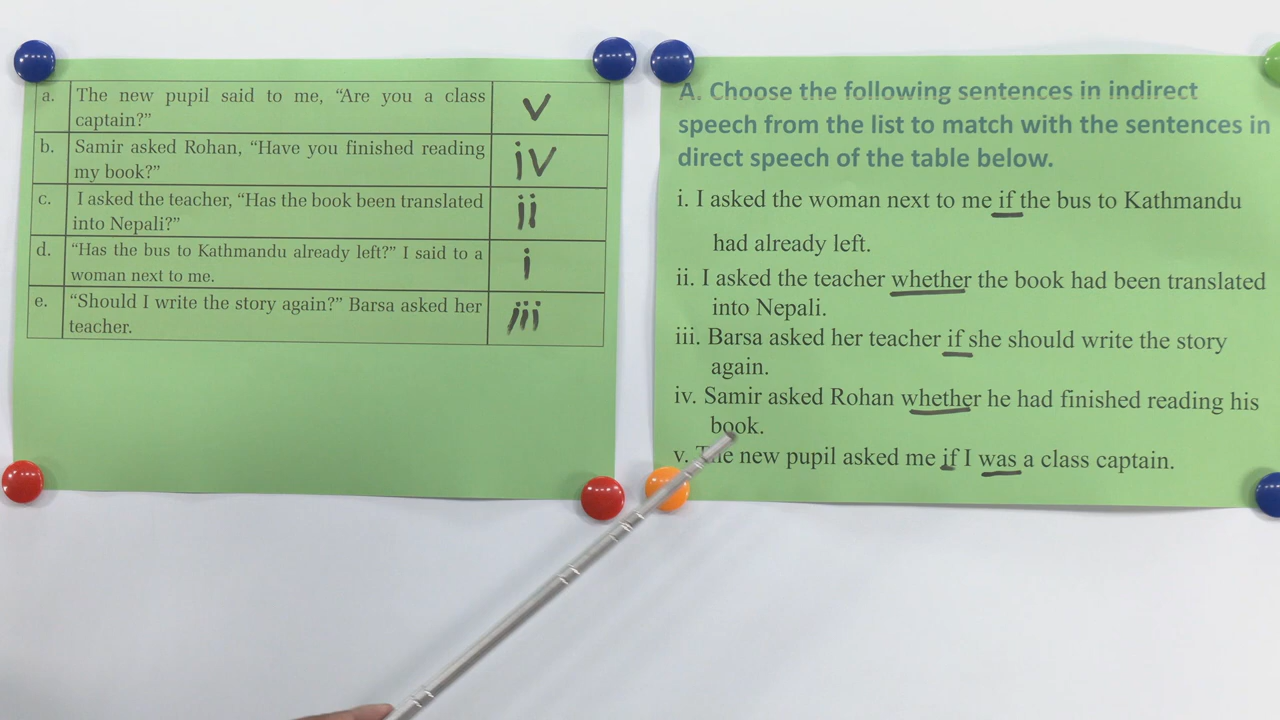 a. The new pupil said to me, “Are you a class
captain?” v
b. Samir asked Rohan, “Have you finished reading
my book?” iv
c. I asked the teacher, “Has the book been translated
into Nepali?” ii
d. “Has the bus to Kathmandu already left?” I said to a
woman next to me. i
e. “Should I write the story again?” Barsa asked her
teacher. iii
A. Choose the following sentences in indirect
speech from the list to match with the sentences in
direct speech of the table below.
i. I asked the woman next to me if the bus to Kathmandu
had already left.
ii. I asked the teacher whether the book had been translated
into Nepali.
iii. Barsa asked her teacher if she should write the story
again.
iv. Samir asked Rohan whether he had finished reading his
book.
v. The new pupil asked me if I was a class captain.